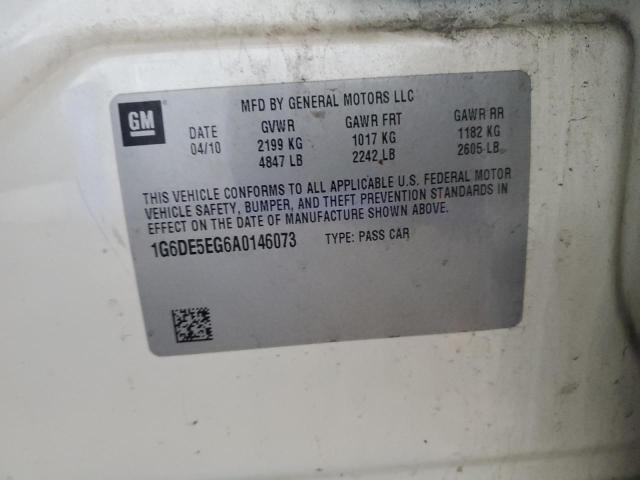 GM
MFD BY GENERAL MOTORS LLC
DATE GVWR GAWR FRT GAWR RR
04/10 2199 KG 1017 KG 1182 KG
4847 LB 2242 LB 2605 LB
THIS VEHICLE CONFORMS TO ALL APPLICABLE U.S. FEDERAL MOTOR
VEHICLE SAFETY, BUMPER, AND THEFT PREVENTION STANDARDS IN
EFFECT ON THE DATE OF MANUFACTURE SHOWN ABOVE.
1G6DE5EG6A0146073 TYPE: PASS CAR